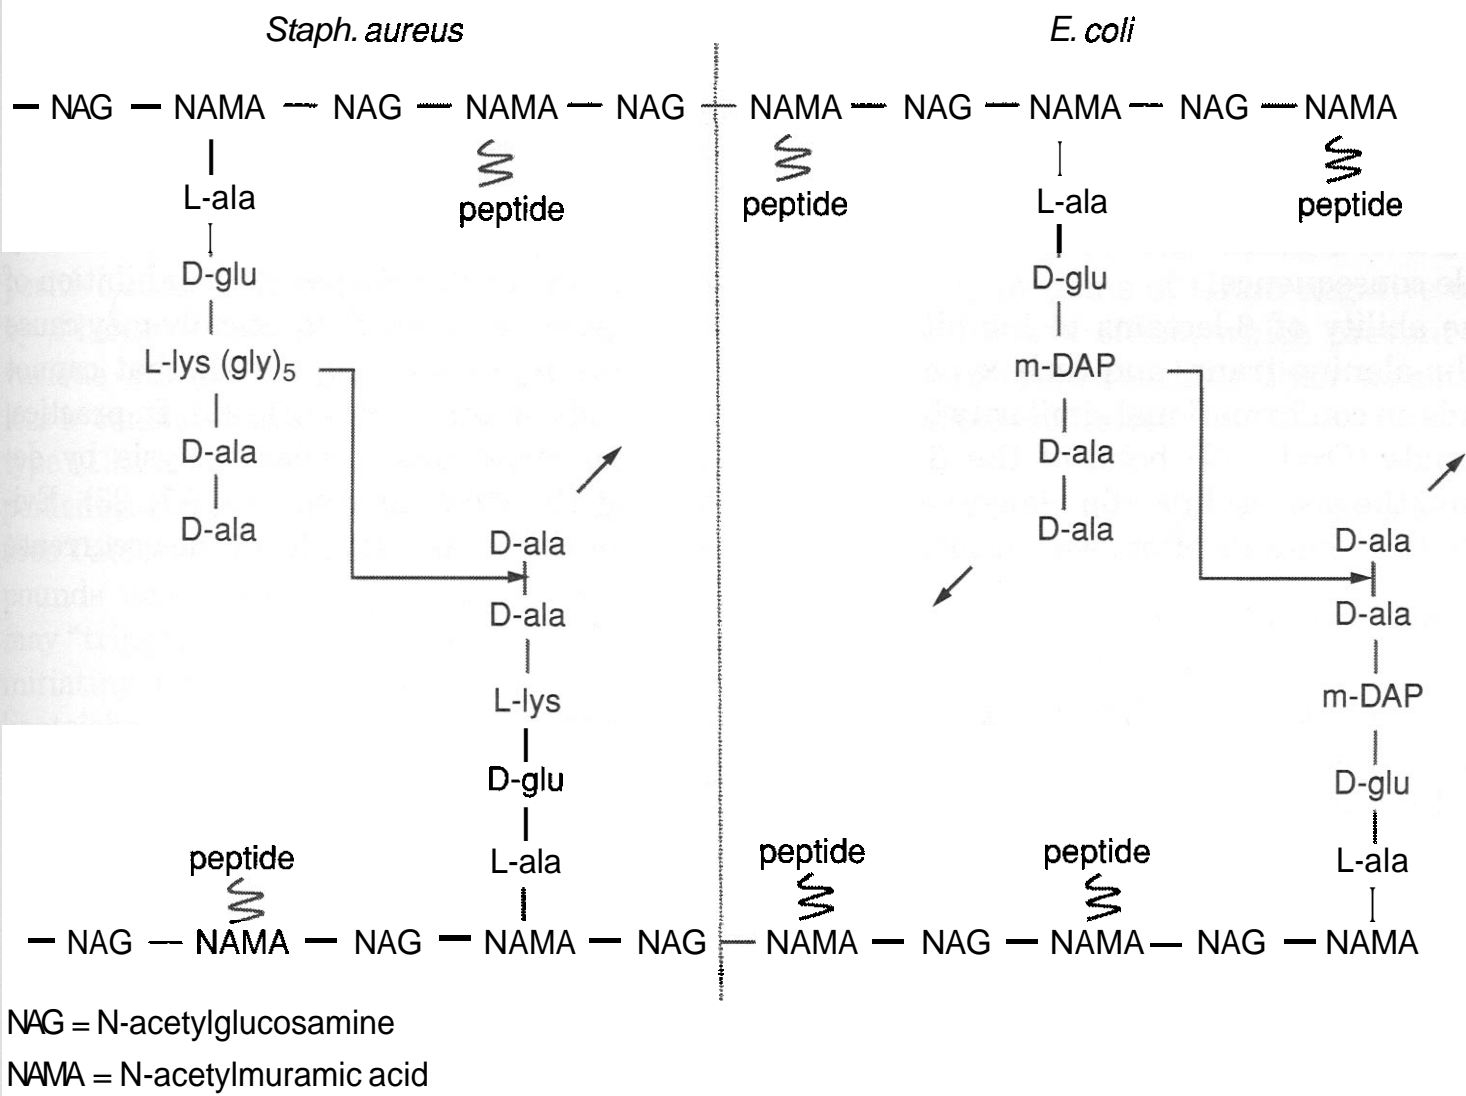 Staph. aureus
E. coli
NAG — NAMA — NAG — NAMA — NAG — NAMA — NAG — NAMA — NAG — NAMA
L-ala
peptide
peptide
L-ala
peptide
D-glu
D-glu
L-lys (gly)5
m-DAP
D-ala
D-ala
D-ala
D-ala
D-ala
D-ala
D-ala
D-ala
L-lys
m-DAP
D-glu
D-glu
peptide
L-ala
peptide
peptide
L-ala
— NAG — NAMA — NAG — NAMA — NAG — NAMA — NAG — NAMA — NAG — NAMA
NAG = N-acetylglucosamine
NAMA = N-acetylmuramic acid